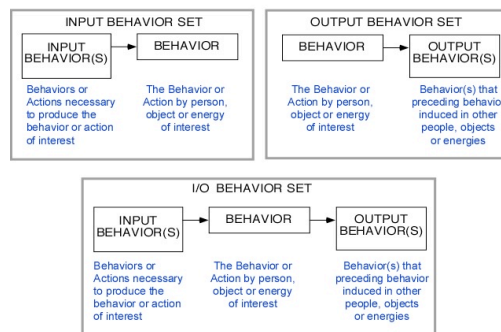 INPUT BEHAVIOR SET
INPUT
BEHAVIOR(S)
BEHAVIOR
Behaviors or
Actions necessary
to produce the
behavior or action
of interest
The Behavior or
Action by person,
object or energy
of interest
OUTPUT BEHAVIOR SET
BEHAVIOR
OUTPUT
BEHAVIOR(S)
The Behavior or
Action by person,
object or energy
of interest
Behavior(s) that
preceding behavior
induced in other
people, objects
or energies
I/O BEHAVIOR SET
INPUT
BEHAVIOR(S)
BEHAVIOR
OUTPUT
BEHAVIOR(S)
Behaviors or
Actions necessary
to produce the
behavior or action
of interest
The Behavior or
Action by person,
object or energy
of interest
Behavior(s) that
preceding behavior
induced in other
people, objects
or energies